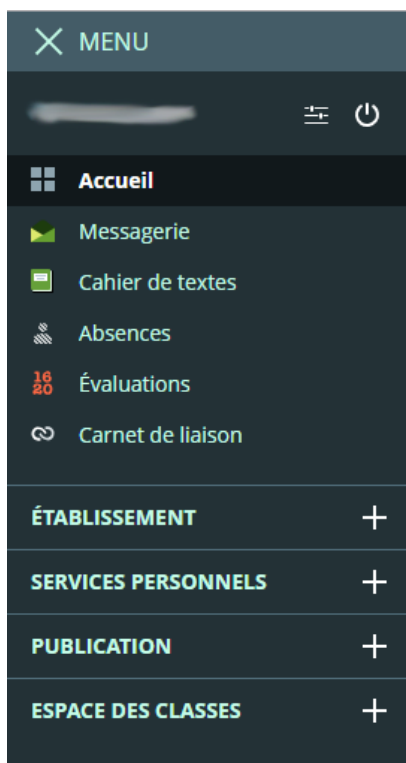 MENU
Accueil
Messagerie
Cahier de textes
Absences
16
20
Évaluations
Carnet de liaison
ÉTABLISSEMENT
SERVICES PERSONNELS
PUBLICATION
ESPACE DES CLASSES